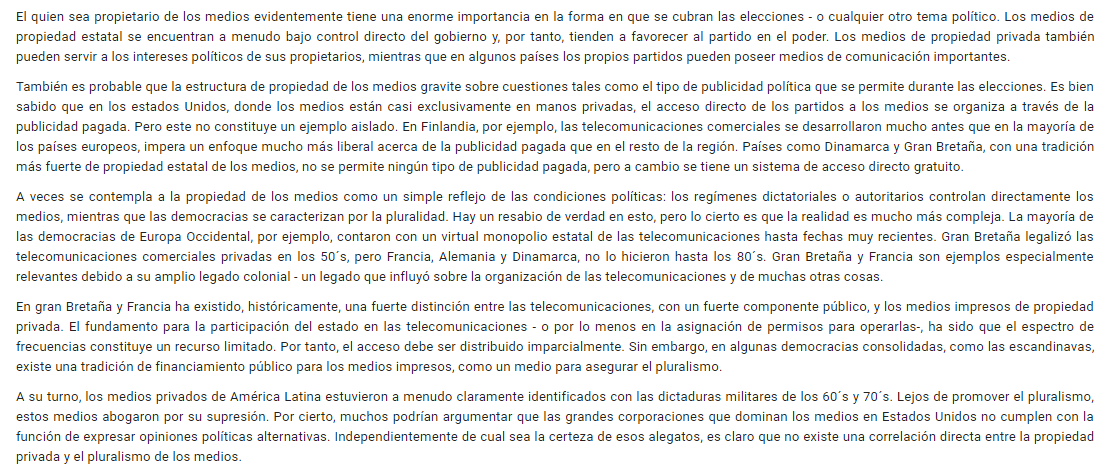 El quien sea propietario de los medios evidentemente tiene una enorme importancia en la forma en que se cubran las elecciones - o cualquier otro tema político. Los medios de
propiedad estatal se encuentran a menudo bajo control directo del gobierno y, por tanto, tienden a favorecer al partido en el poder. Los medios de propiedad privada también
pueden servir a los intereses políticos de sus propietarios, mientras que en algunos países los propios partidos pueden poseer medios de comunicación importantes.
También es probable que la estructura de propiedad de los medios gravite sobre cuestiones tales como el tipo de publicidad política que se permite durante las elecciones. Es bien
sabido que en los estados Unidos, donde los medios están casi exclusivamente en manos privadas, el acceso directo de los partidos a los medios se organiza a través de la
publicidad pagada. Pero este no constituye un ejemplo aislado. En Finlandia, por ejemplo, las telecomunicaciones comerciales se desarrollaron mucho antes que en la mayoría de
los países europeos, impera un enfoque mucho más liberal acerca de la publicidad pagada que en el resto de la región. Países como Dinamarca y Gran Bretaña, con una tradición
más fuerte de propiedad estatal de los medios, no se permite ningún tipo de publicidad pagada, pero a cambio se tiene un sistema de acceso directo gratuito.
A veces se contempla a la propiedad de los medios como un simple reflejo de las condiciones políticas: los regímenes dictatoriales o autoritarios controlan directamente los
medios, mientras que las democracias se caracterizan por la pluralidad. Hay un resabio de verdad en esto, pero lo cierto es que la realidad es mucho más compleja. La mayoría de
las democracias de Europa Occidental, por ejemplo, contaron con un virtual monopolio estatal de las telecomunicaciones hasta fechas muy recientes. Gran Bretaña legalizó las
telecomunicaciones comerciales privadas en los 50´s, pero Francia, Alemania y Dinamarca, no lo hicieron hasta los 80´s. Gran Bretaña y Francia son ejemplos especialmente
relevantes debido a su amplio legado colonial - un legado que influyó sobre la organización de las telecomunicaciones y de muchas otras cosas.
En gran Bretaña y Francia ha existido, históricamente, una fuerte distinción entre las telecomunicaciones, con un fuerte componente público, y los medios impresos de propiedad
privada. El fundamento para la participación del estado en las telecomunicaciones - o por lo menos en la asignación de permisos para operarlas-, ha sido que el espectro de
frecuencias constituye un recurso limitado. Por tanto, el acceso debe ser distribuido imparcialmente. Sin embargo, en algunas democracias consolidadas, como las escandinavas,
existe una tradición de financiamiento público para los medios impresos, como un medio para asegurar el pluralismo.
A su turno, los medios privados de América Latina estuvieron a menudo claramente identificados con las dictaduras militares de los 60´s y 70´s. Lejos de promover el pluralismo,
estos medios abogaron por su supresión. Por cierto, muchos podrían argumentar que las grandes corporaciones que dominan los medios en Estados Unidos no cumplen con la
función de expresar opiniones políticas alternativas. Independientemente de cual sea la certeza de esos alegatos, es claro que no existe una correlación directa entre la propiedad
privada y el pluralismo de los medios.